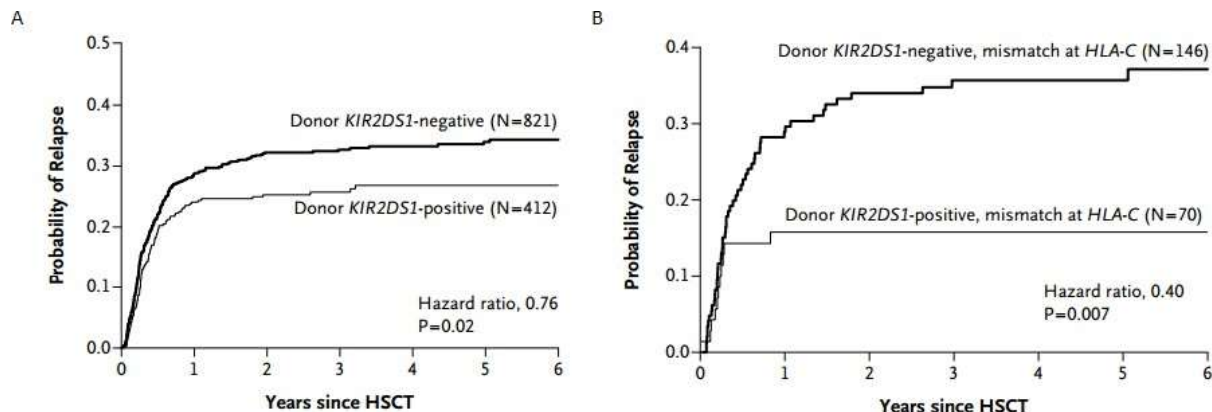 A
Probability of Relapse
0.5
0.4
0.3
0.2
0.1
0.0
Donor KIR2DS1-negative (N=821)
Donor KIR2DS1-positive (N=412)
Hazard ratio, 0.76
P=0.02
0 1 2 3 4 5 6
Years since HSCT
B
Probability of Relapse
0.4
0.3
0.2
0.1
0.0
Donor KIR2DS1-negative, mismatch at HLA-C (N=146)
Donor KIR2DS1-positive, mismatch at HLA-C (N=70)
Hazard ratio, 0.40
P=0.007
0 1 2 3 4 5 6
Years since HSCT